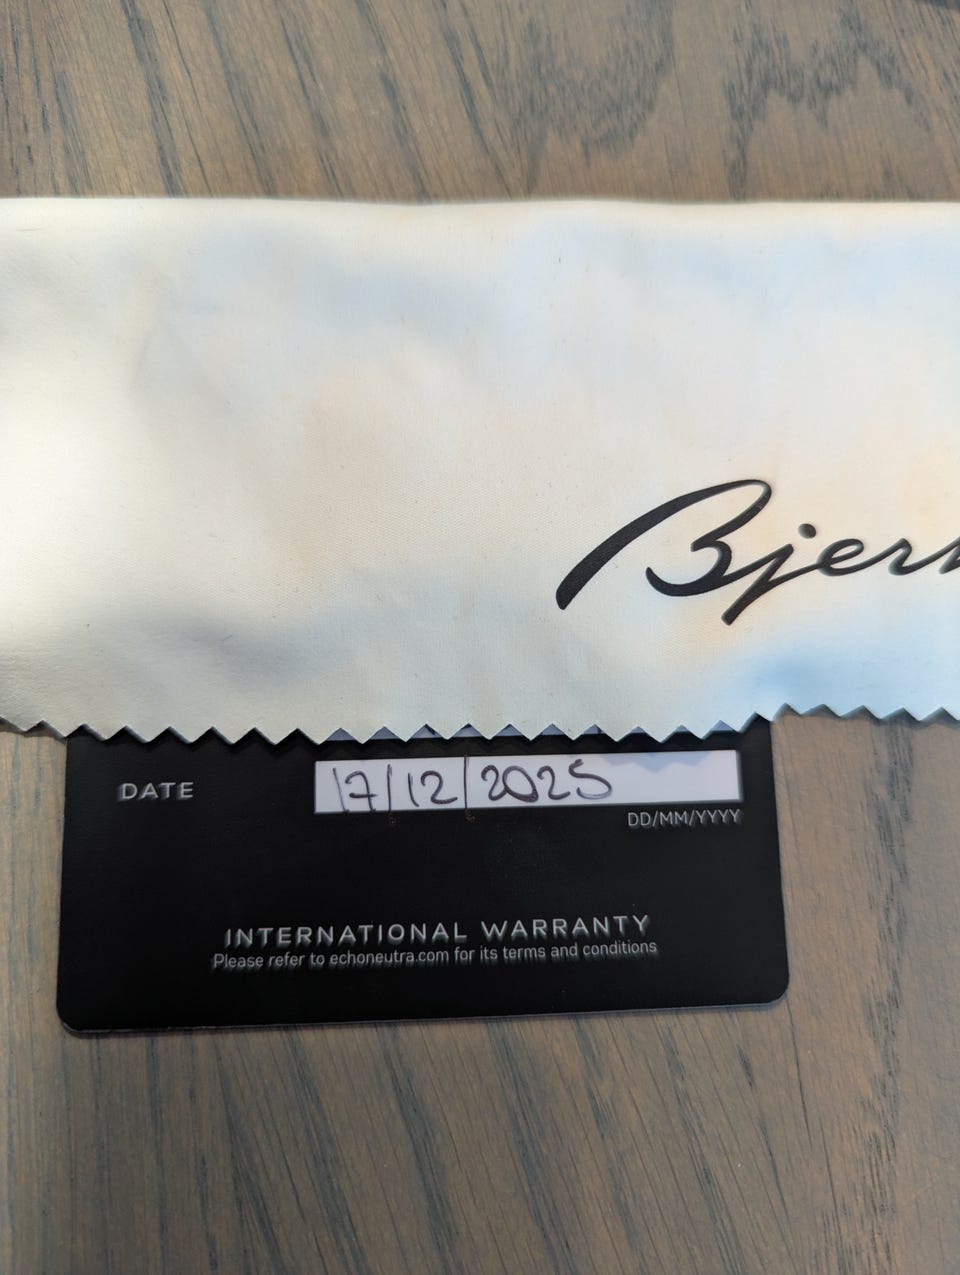 DATE 17/12/2025
DD/MM/YYYY
INTERNATIONAL WARRANTY
Please refer to echoneutra.com for its terms and conditions